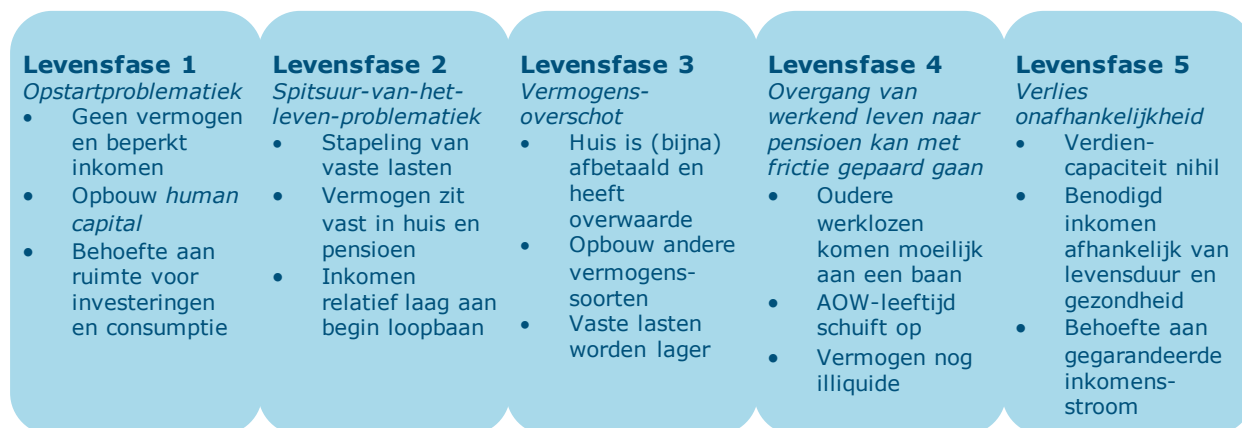 Levensfase 1
Opstartproblematiek
• Geen vermogen
en beperkt
inkomen
• Opbouw human
capital
• Behoefte aan
ruimte voor
investeringen
en consumptie
Levensfase 2
Spitsuur-van-het-
leven-problematiek
• Stapeling van
vaste lasten
• Vermogen zit
vast in huis en
pensioen
• Inkomen
relatief laag aan
begin loopbaan
Levensfase 3
Vermogens-
overschot
• Huis is (bijna)
afbetaald en
heeft
overwaarde
• Opbouw andere
vermogens-
soorten
• Vaste lasten
worden lager
Levensfase 4
Overgang van
werkend leven naar
pensioen kan met
frictie gepaard gaan
• Oudere
werklozen
komen moeilijk
aan een baan
• AOW-leeftijd
schuift op
• Vermogen nog
illiquide
Levensfase 5
Verlies
onafhankelijkheid
• Verdien-
capaciteit nihil
• Benodigd
inkomen
afhankelijk van
levensduur en
gezondheid
• Behoefte aan
gegarandeerde
inkomens-
stroom